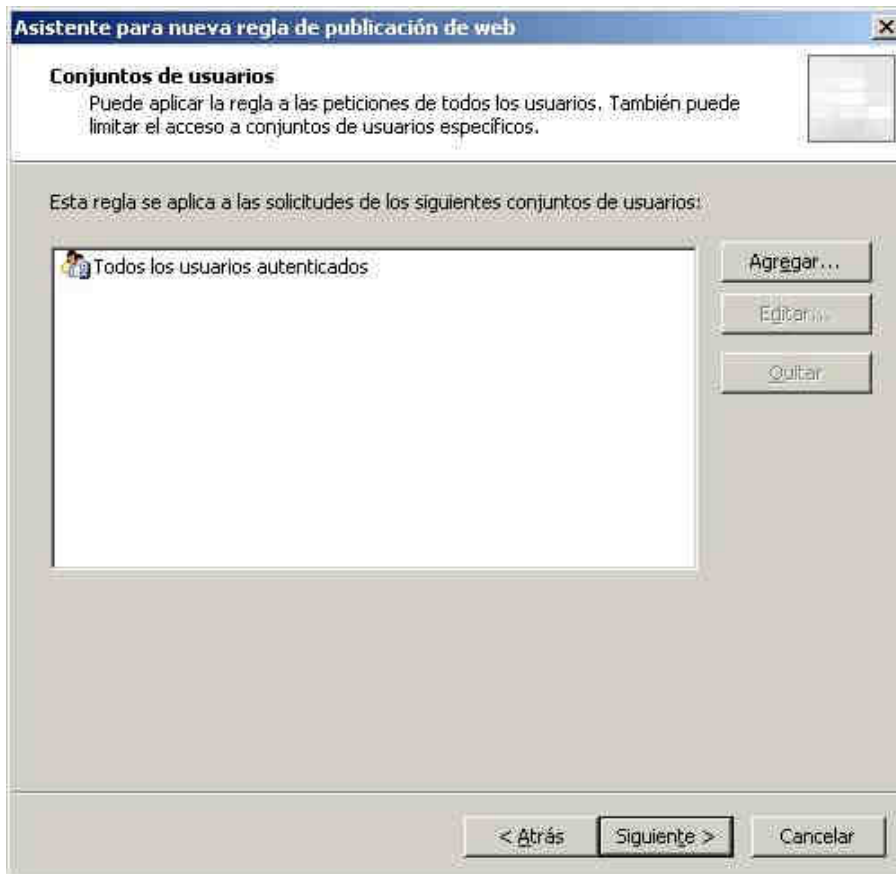 Asistente para nueva regla de publicación de web
Conjuntos de usuarios
Puede aplicar la regla a las peticiones de todos los usuarios. También puede
limitar el acceso a conjuntos de usuarios específicos.
Esta regla se aplica a las solicitudes de los siguientes conjuntos de usuarios:
Todos los usuarios autenticados
Agregar...
Editar...
Quitar
< Atrás
Siguiente >
Cancelar